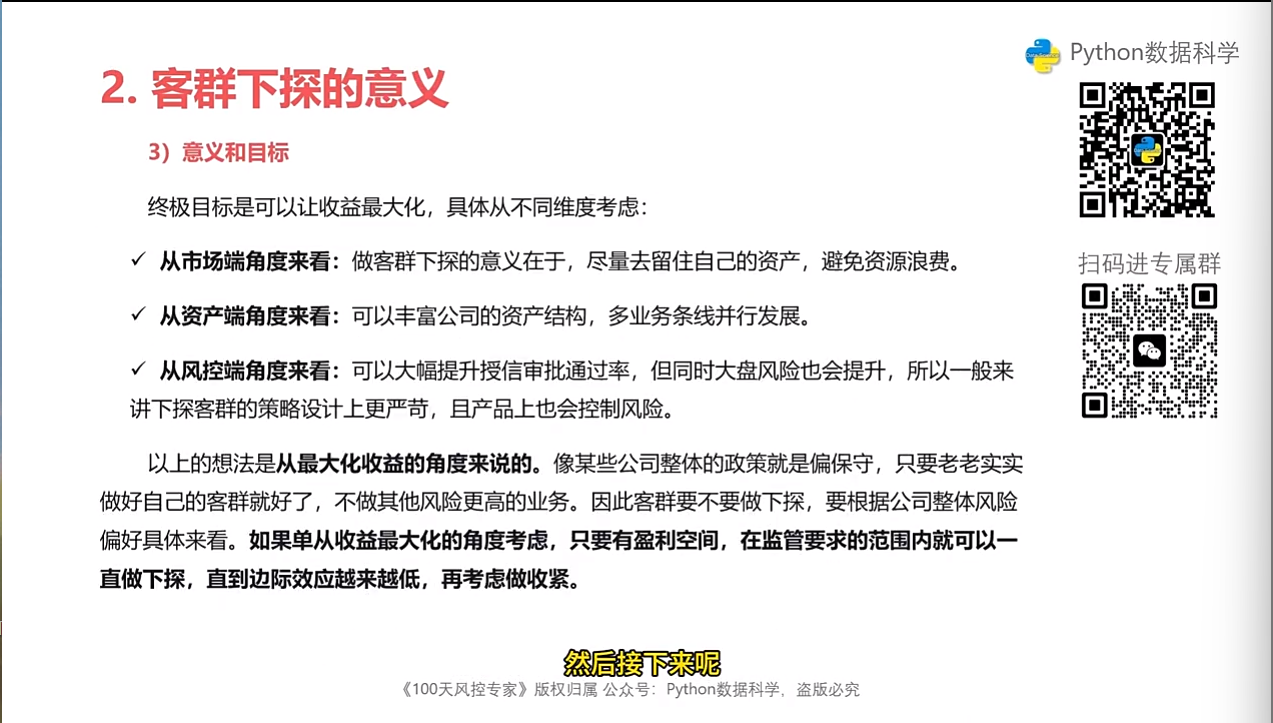 Python数据科学
2. 客群下探的意义
3）意义和目标
终极目标是可以让收益最大化，具体从不同维度考虑：
✓ 从市场端角度来看：做客群下探的意义在于，尽量去留住自己的资产，避免资源浪费。
扫码进专属群
✓ 从资产端角度来看：可以丰富公司的资产结构，多业务条线并行发展。
✓ 从风控端角度来看：可以大幅提升授信审批通过率，但同时大盘风险也会提升，所以一般来
讲下探客群的策略设计上更严苛，且产品上也会控制风险。
以上的想法是从最大化收益的角度来说的。像某些公司整体的政策就是偏保守，只要老老实实
做好自己的客群就好了，不做其他风险更高的业务。因此客群要不要做下探，要根据公司整体风险
偏好具体来看。如果单从收益最大化的角度考虑，只要有盈利空间，在监管要求的范围内就可以一
直做下探，直到边际效应越来越低，再考虑做收紧。
然后接下来呢
《100天风控专家》版权归属 公众号：Python数据科学，盗版必究